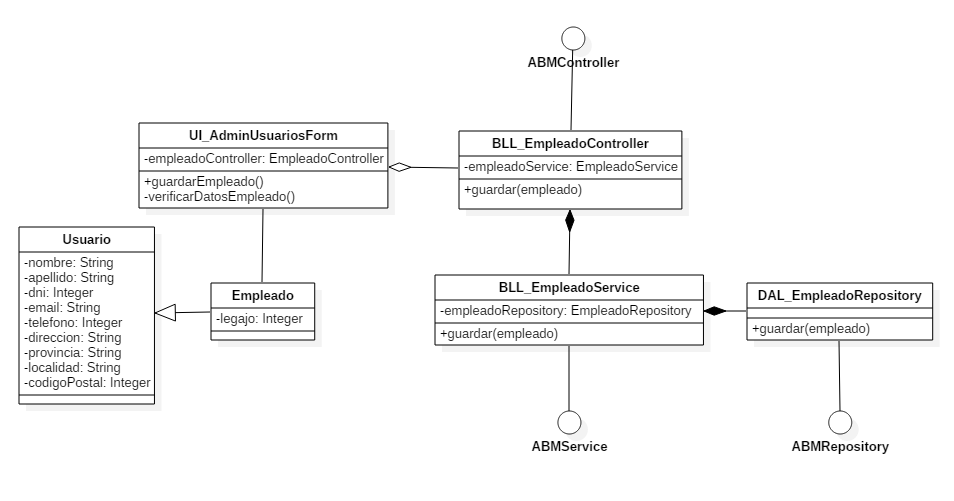 ABMController
UI_AdminUsuariosForm
-empleadoController: EmpleadoController
+guardarEmpleado()
-verificarDatosEmpleado()
BLL_EmpleadoController
-empleadoService: EmpleadoService
+guardar(empleado)
Usuario
-nombre: String
-apellido: String
-dni: Integer
-email: String
-telefono: Integer
-direccion: String
-provincia: String
-localidad: String
-codigoPostal: Integer
Empleado
-legajo: Integer
BLL_EmpleadoService
-empleadoRepository: EmpleadoRepository
+guardar(empleado)
DAL_EmpleadoRepository
+guardar(empleado)
ABMService
ABMRepository